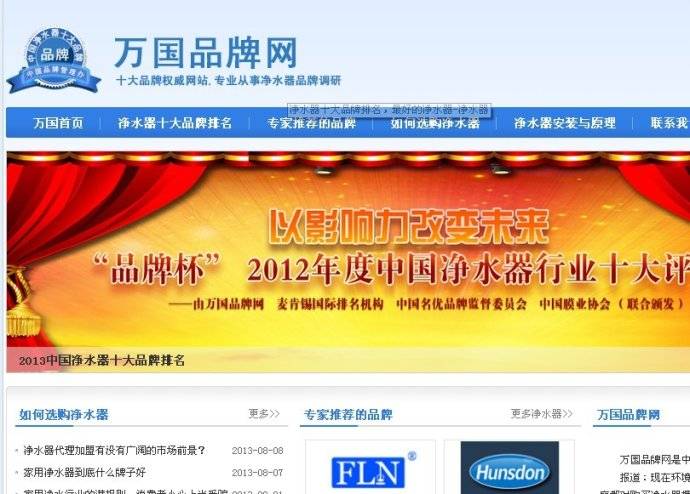 中国净水器十大品牌
品牌
中国品牌管理办
万国品牌网
十大品牌权威网站,专业从事净水器品牌调研
净水器十大品牌排名，最好的净水器-净水器
万国首页
净水器十大品牌排名
专家推荐的品牌
如何选购净水器
净水器安装与原理
联系我
以影响力改变未来
“品牌杯” 2012年度中国净水器行业十大评
——由万国品牌网 麦肯锡国际排名机构 中国名优品牌监督委员会 中国膜业协会（联合颁发）
2013中国净水器十大品牌排名
如何选购净水器 更多>>
净水器代理加盟有没有广阔的市场前景？ 2013-08-08
家用净水器到底什么牌子好 2013-08-07
专家推荐的品牌 更多净水器>>
FLN
Hunsdon
万国品牌网
万国品牌网是中
报道：现在环境